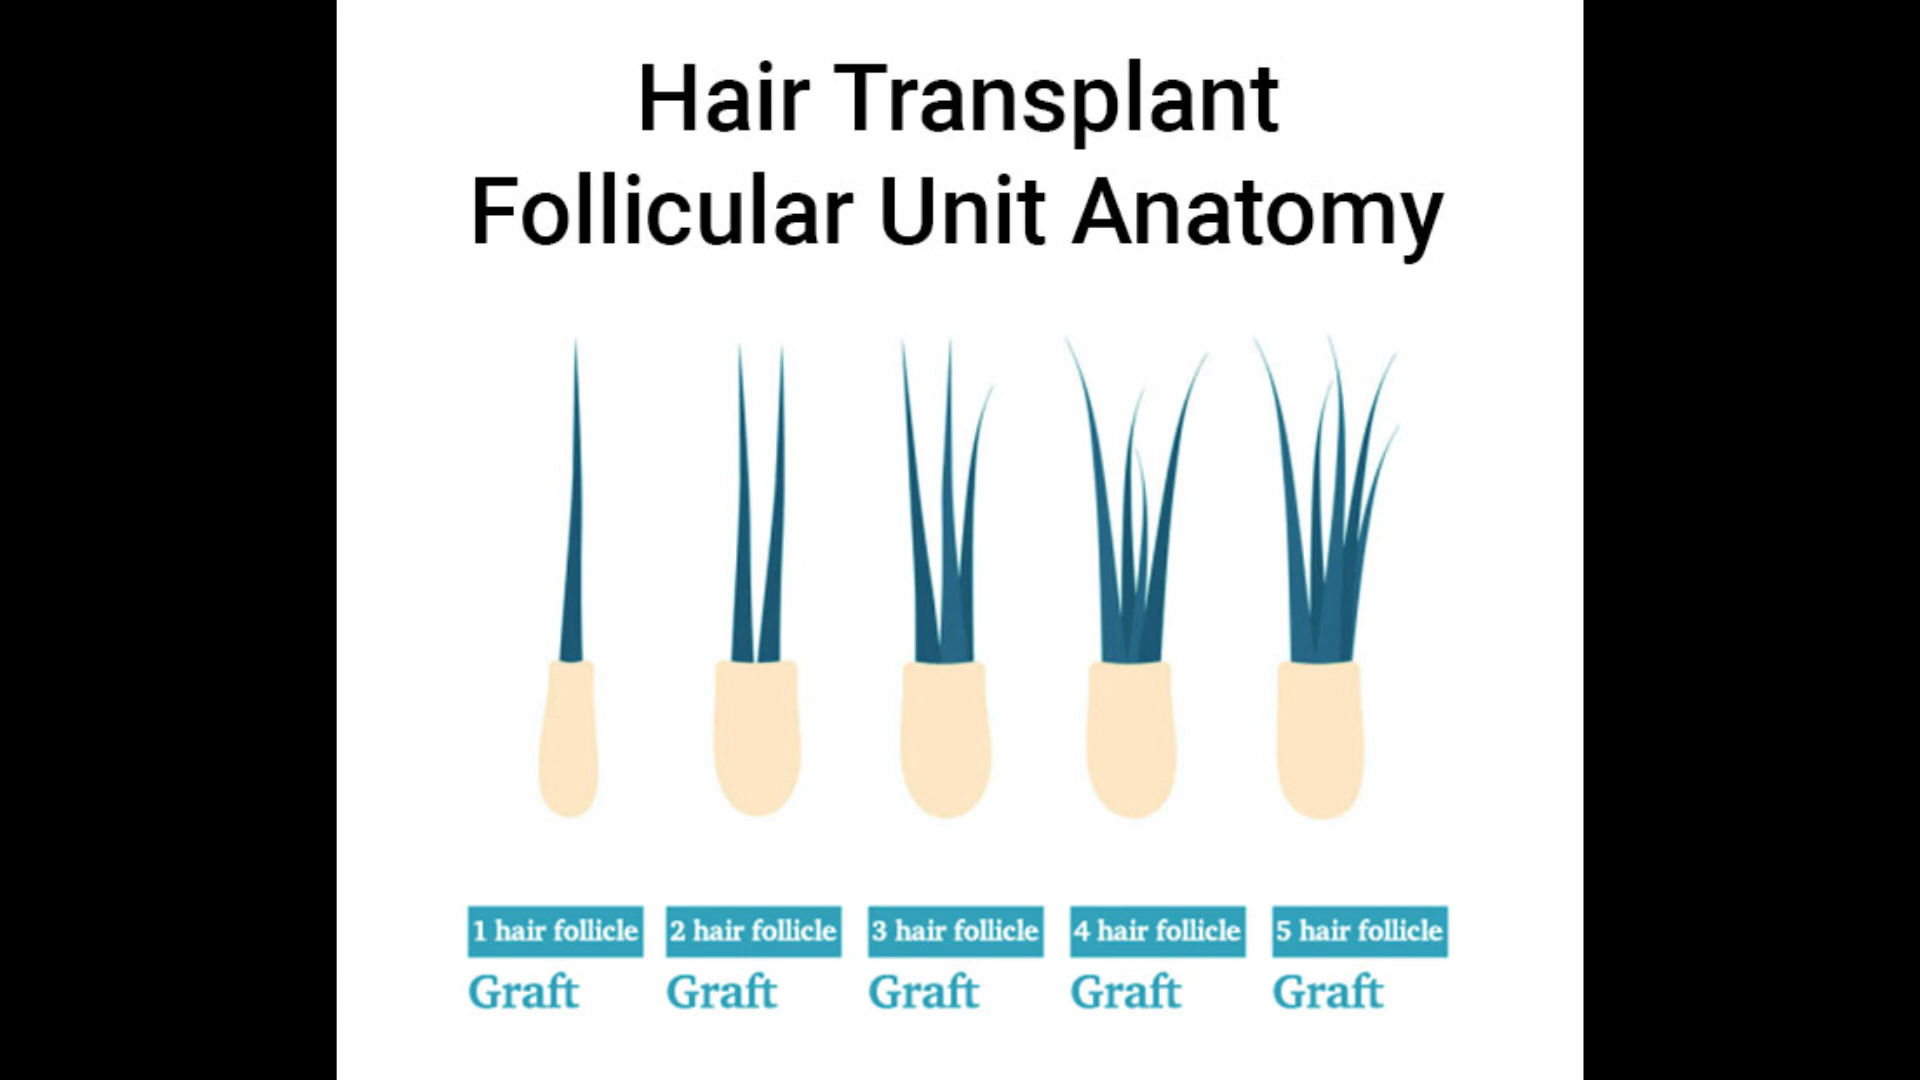 Hair Transplant
Follicular Unit Anatomy
1 hair follicle 2 hair follicle 3 hair follicle 4 hair follicle 5 hair follicle
Graft Graft Graft Graft Graft